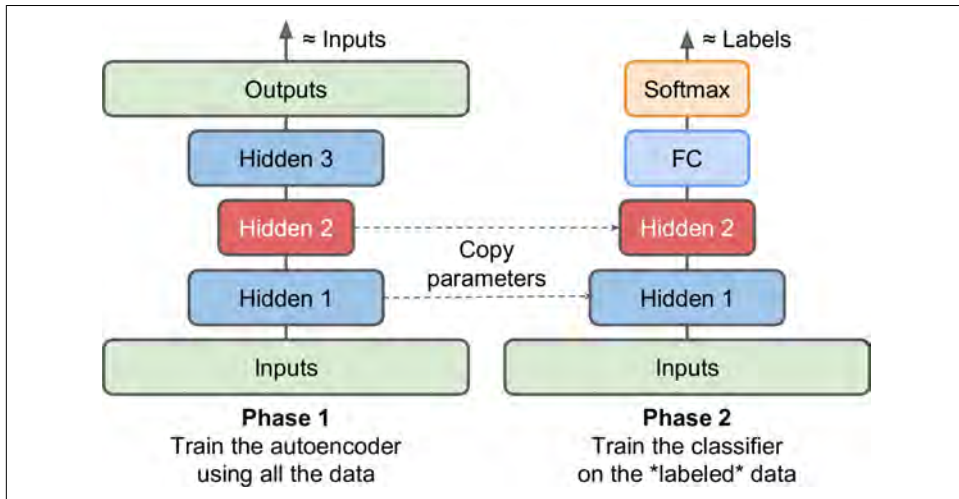 ≈ Inputs
Outputs
Hidden 3
Hidden 2
Hidden 1
Inputs
Phase 1
Train the autoencoder
using all the data
Copy
parameters
≈ Labels
Softmax
FC
Hidden 2
Hidden 1
Inputs
Phase 2
Train the classifier
on the *labeled* data